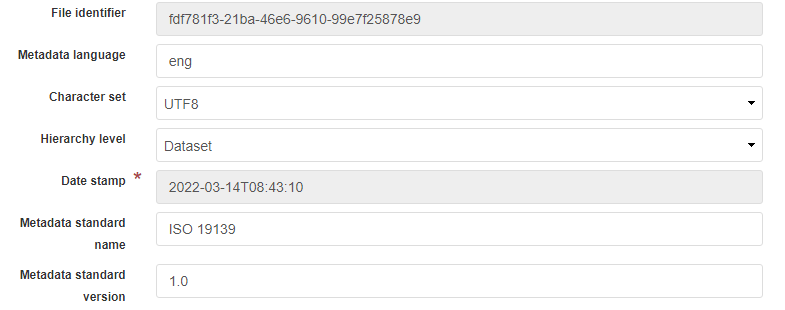 File identifier fdf781f3-21ba-46e6-9610-99e7f25878e9
Metadata language eng
Character set UTF8
Hierarchy level Dataset
Date stamp * 2022-03-14T08:43:10
Metadata standard name ISO 19139
Metadata standard version 1.0